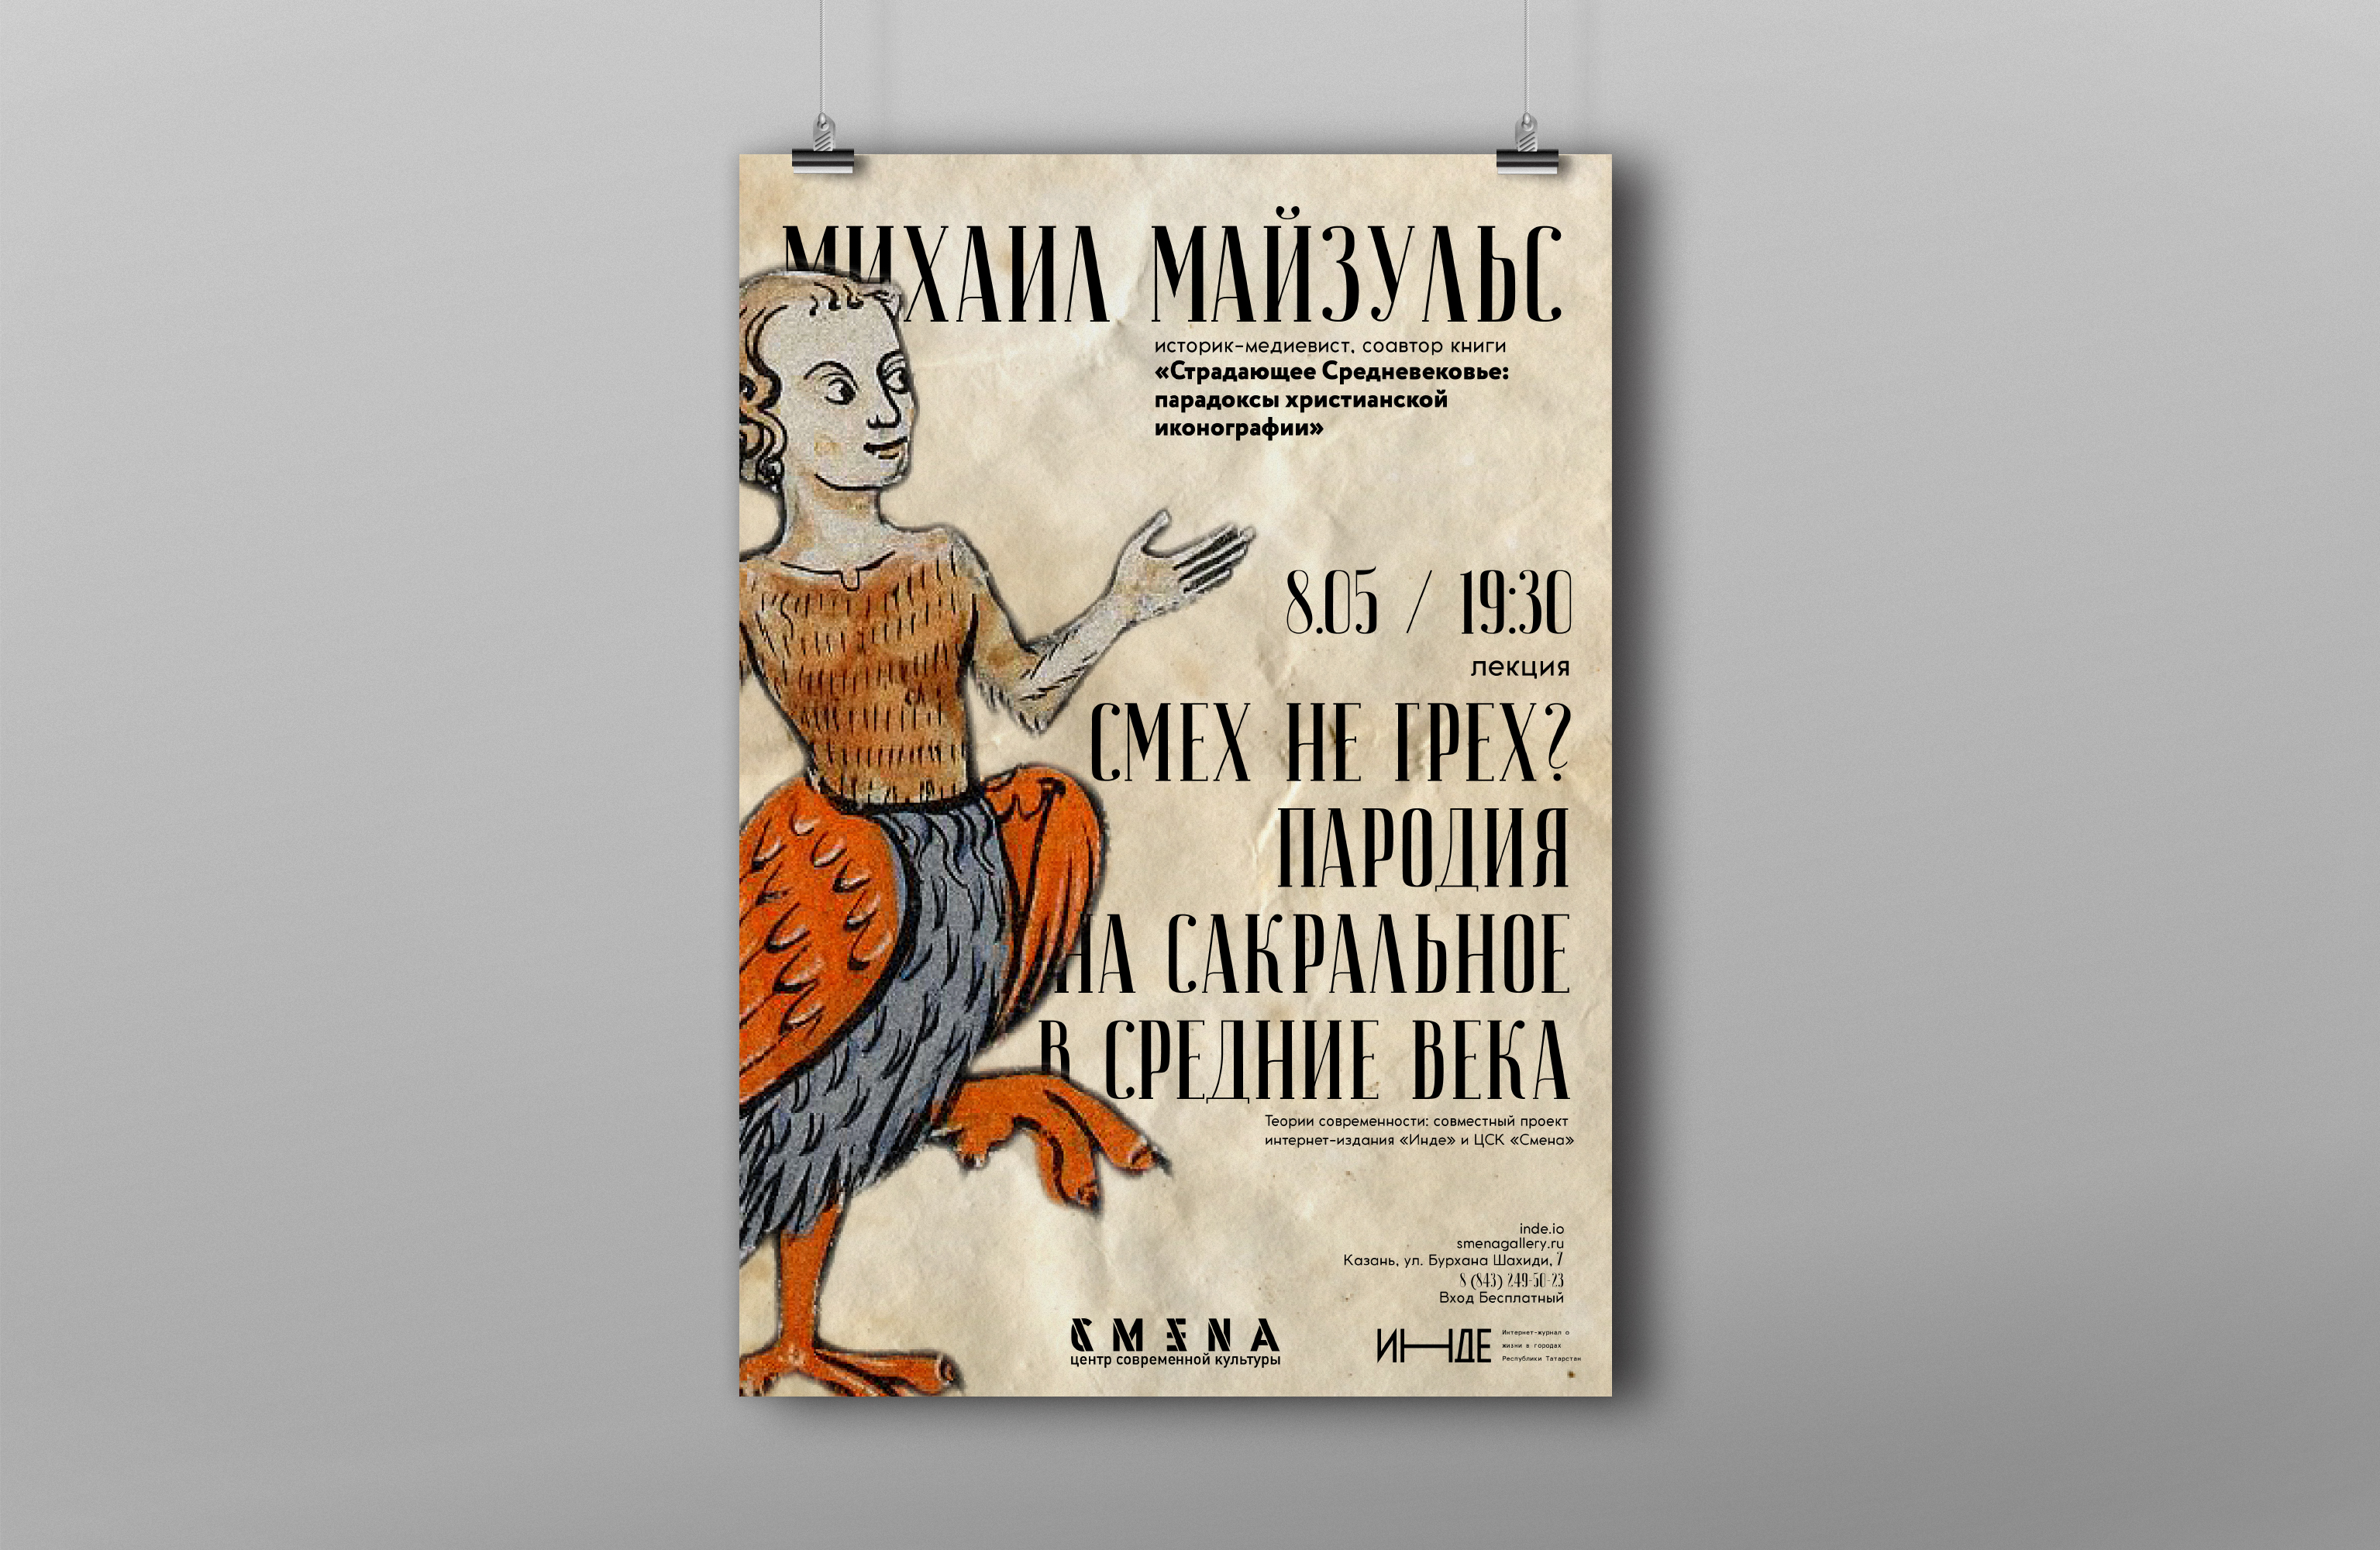 МИХАИЛ МАЙЗУЛЬС
историк-медиевист, соавтор книги
«Страдающее Средневековье:
парадоксы христианской
иконографии»
8.05 / 19:30
лекция
СМЕХ НЕ ГРЕХ?
ПАРОДИЯ
НА САКРАЛЬНОЕ
В СРЕДНИЕ ВЕКА
Теории современности: совместный проект
интернет-издания «Инде» и ЦСК «Смена»
inde.io
smenagallery.ru
Казань, ул. Бурхана Шахиди, 7
8 (843) 249-50-23
Вход Бесплатный
СМЕNА
центр современной культуры
ИНДЕ
Интернет-журнал о
жизни в городах
Республики Татарстан